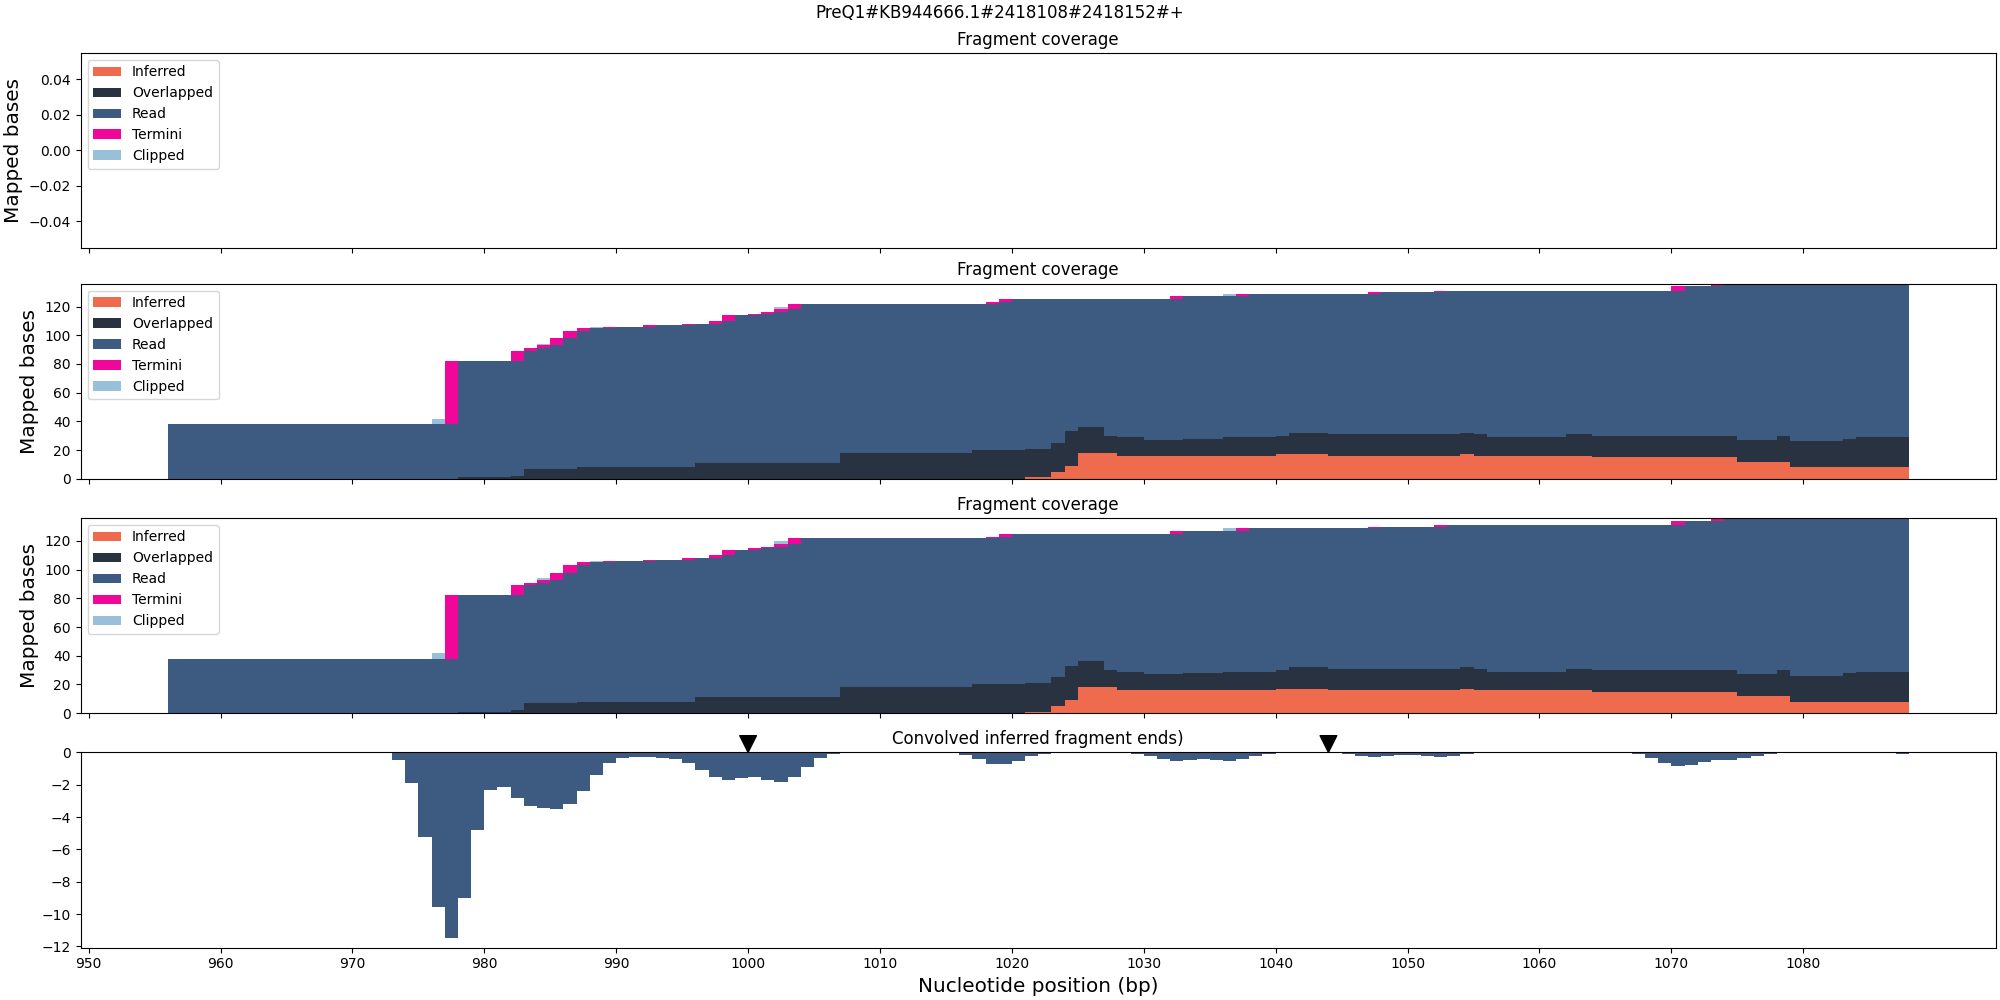 PreQ1#KB944666.1#2418108#2418152#+
Fragment coverage
Mapped bases
0.04
0.02
0.00
−0.02
−0.04
Inferred
Overlapped
Read
Termini
Clipped
Fragment coverage
Mapped bases
120
100
80
60
40
20
0
Inferred
Overlapped
Read
Termini
Clipped
Fragment coverage
Mapped bases
120
100
80
60
40
20
0
Inferred
Overlapped
Read
Termini
Clipped
Convolved inferred fragment ends)
0
−2
−4
−6
−8
−10
−12
950 960 970 980 990 1000 1010 1020 1030 1040 1050 1060 1070 1080
Nucleotide position (bp)